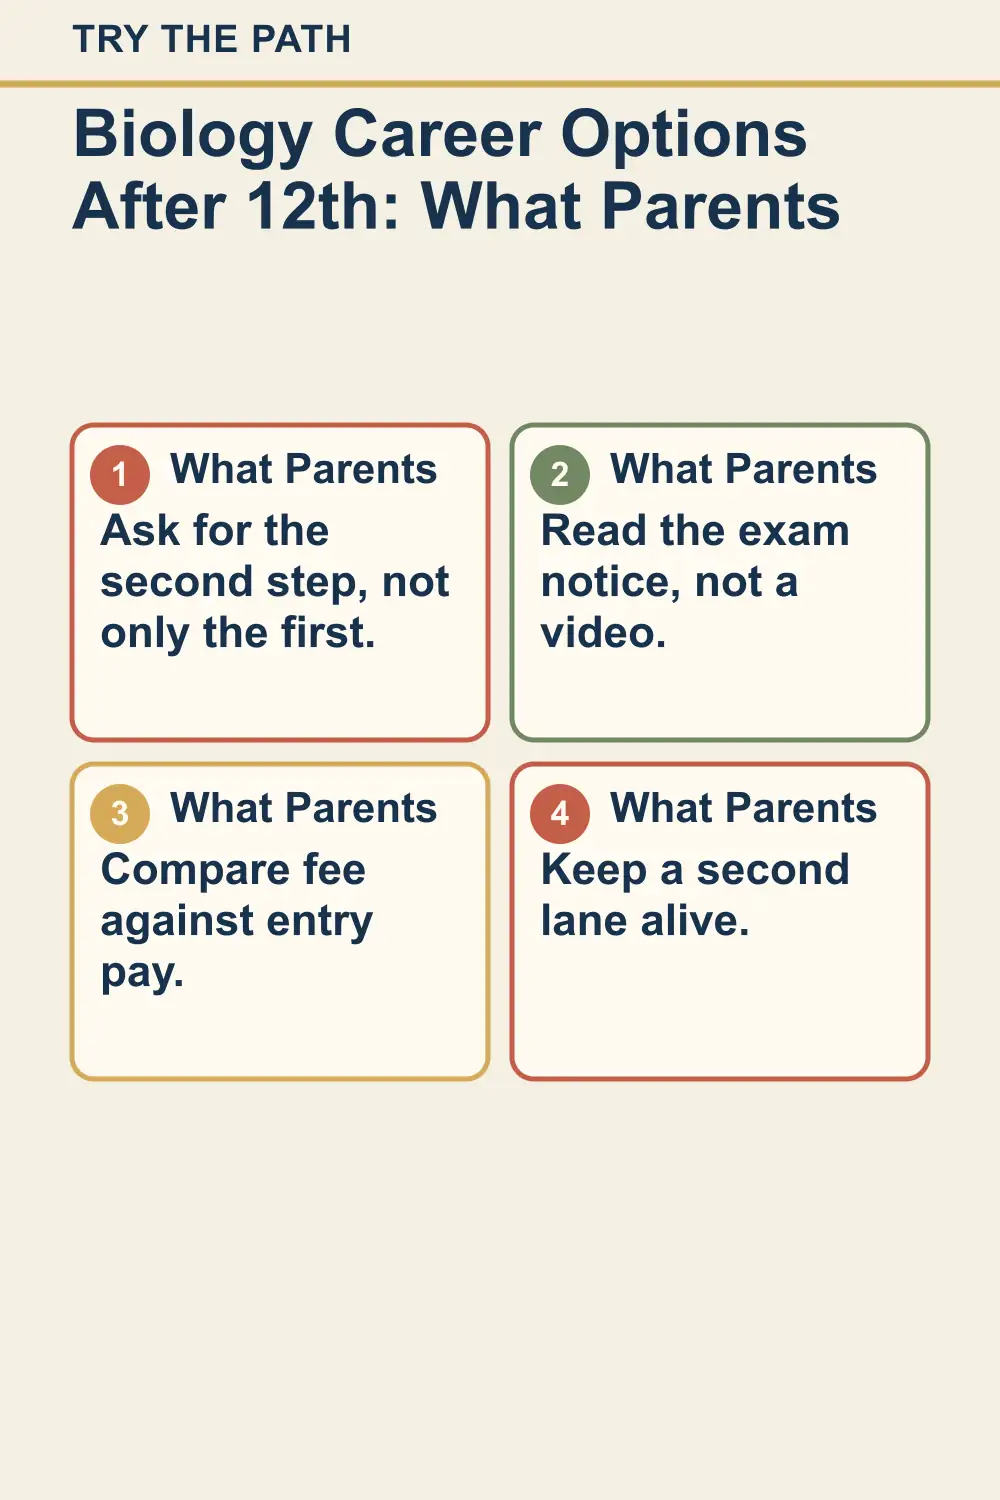 TRY THE PATH
Biology Career Options
After 12th: What Parents
1 What Parents
Ask for the
second step, not
only the first.
2 What Parents
Read the exam
notice, not a
video.
3 What Parents
Compare fee
against entry
pay.
4 What Parents
Keep a second
lane alive.